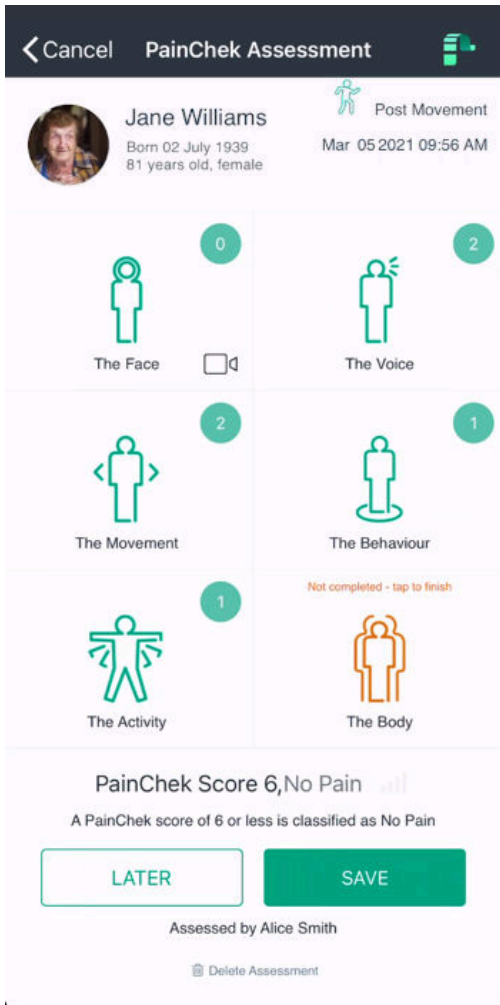 Cancel PainChek Assessment
Jane Williams
Born 02 July 1939
81 years old, female
Post Movement
Mar 05 2021 09:56 AM
0
The Face
2
The Voice
2
The Movement
1
The Behaviour
1
The Activity
Not completed - tap to finish
The Body
PainChek Score 6,No Pain
A PainChek score of 6 or less is classified as No Pain
LATER
SAVE
Assessed by Alice Smith
Delete Assessment